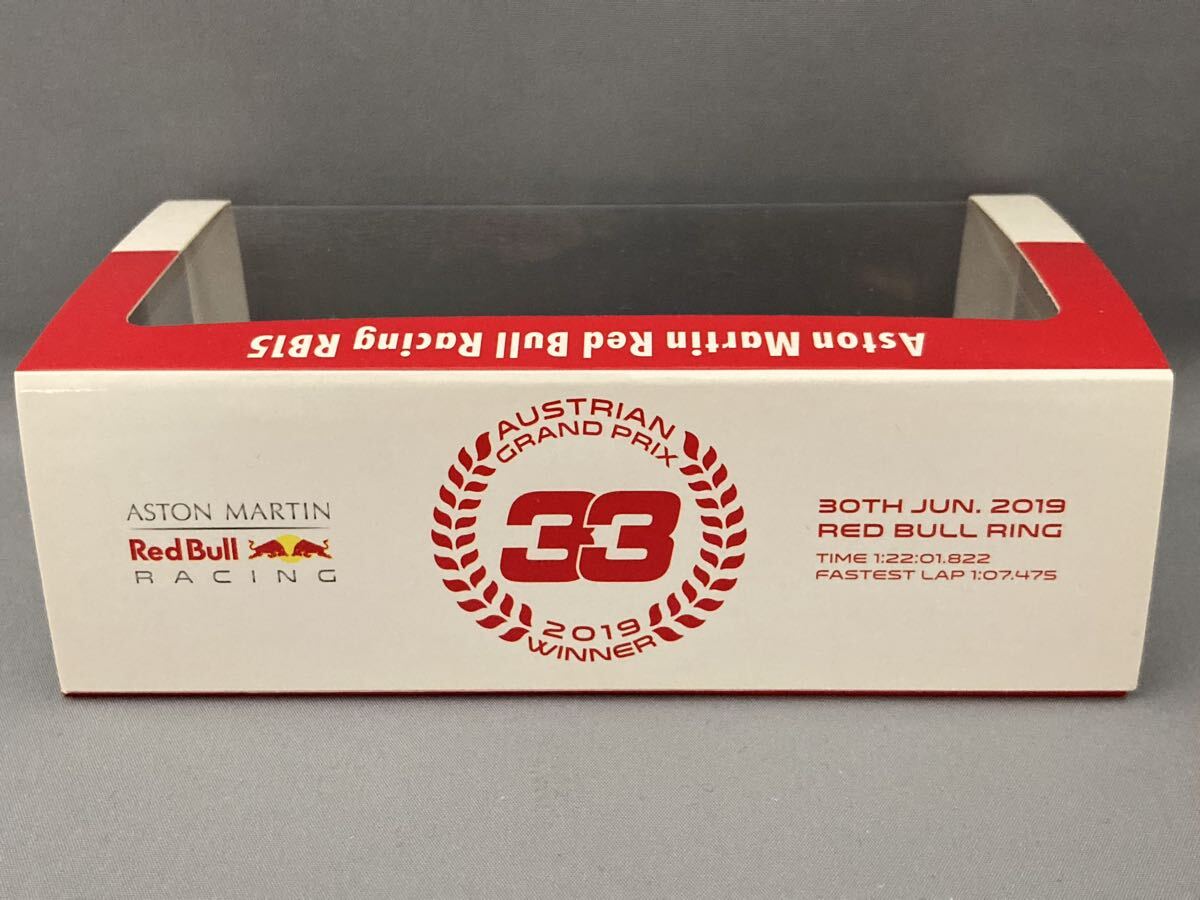 Aston Martin Red Bull Racing RB15
ASTON MARTIN
Red Bull
RACING
AUSTRIAN
GRAND PRIX
33
2019
WINNER
30TH JUN. 2019
RED BULL RING
TIME 1:22:01.822
FASTEST LAP 1:07.475